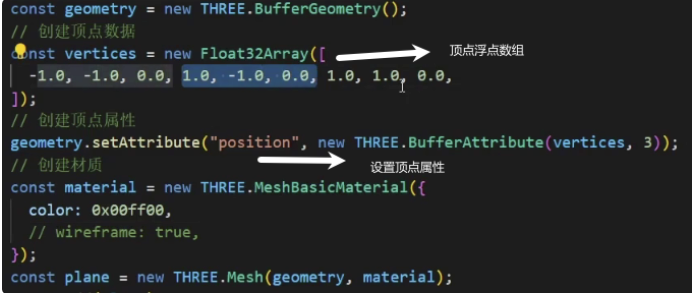 const geometry = new THREE.BufferGeometry();
// 创建顶点数据
const vertices = new Float32Array([
顶点浮点数组
-1.0, -1.0, 0.0, 1.0, -1.0, 0.0, 1.0, 1.0, 0.0,
]);
// 创建顶点属性
geometry.setAttribute("position", new THREE.BufferAttribute(vertices, 3));
// 创建材质
设置顶点属性
const material = new THREE.MeshBasicMaterial({
color: 0x00ff00,
// wireframe: true,
});
const plane = new THREE.Mesh(geometry, material);